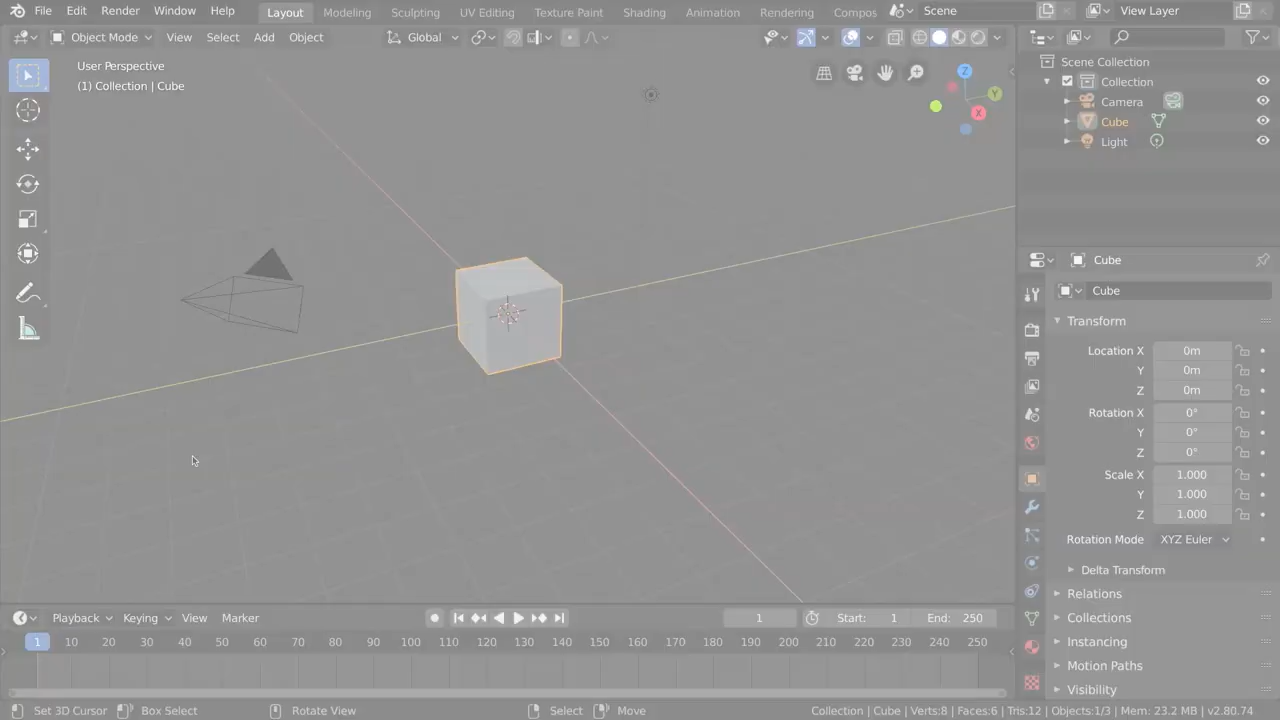 File Edit Render Window Help Layout Modeling Sculpting UV Editing Texture Paint Shading Animation Rendering Compos Scene View Layer
Object Mode View Select Add Object Global
User Perspective
(1) Collection | Cube
Z
Y
X
Scene Collection
Collection
Camera
Cube
Light
Cube
Cube
Transform
Location X 0m
Y 0m
Z 0m
Rotation X 0°
Y 0°
Z 0°
Scale X 1.000
Y 1.000
Z 1.000
Rotation Mode XYZ Euler
Delta Transform
Relations
Collections
Instancing
Motion Paths
Visibility
Playback Keying View Marker 1 Start: 1 End: 250
1 10 20 30 40 50 60 70 80 90 100 110 120 130 140 150 160 170 180 190 200 210 220 230 240 250
Set 3D Cursor Box Select Rotate View Select Move Collection | Cube | Verts:8 | Faces:6 | Tris:12 | Objects:1/3 | Mem: 23.2 MB | v2.80.74